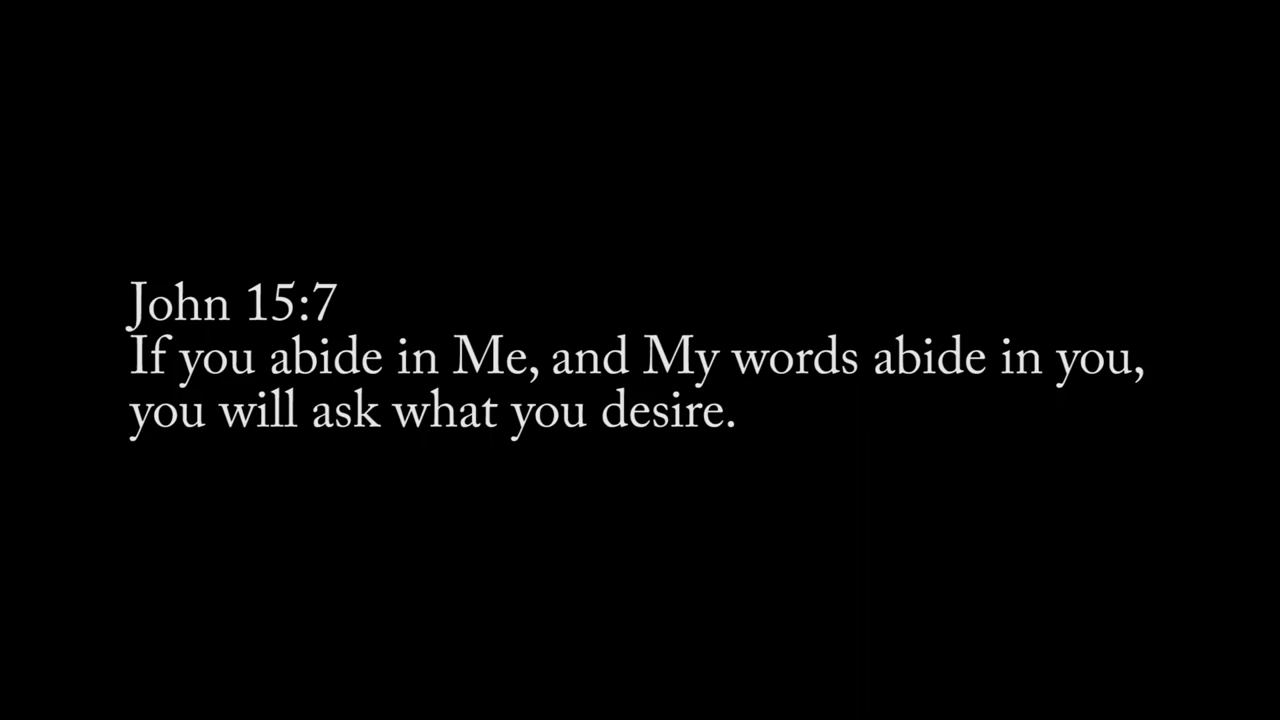 John 15:7
If you abide in Me, and My words abide in you,
you will ask what you desire.